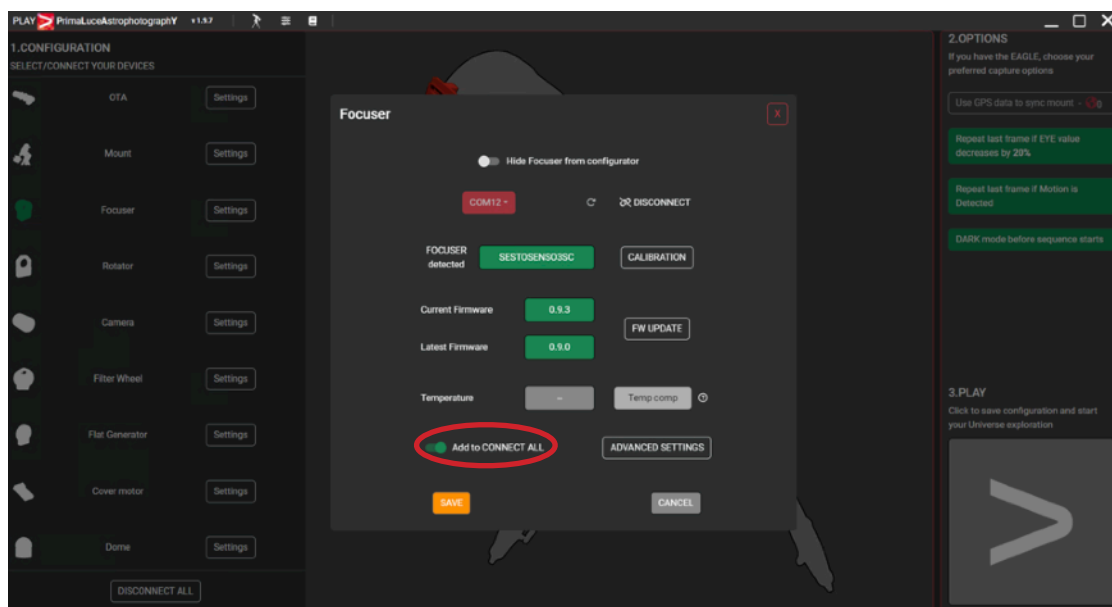 PLAY PrimaLuceAstrophotographY v1.9.7
1.CONFIGURATION
SELECT/CONNECT YOUR DEVICES
OTA Settings
Mount Settings
Focuser Settings
Rotator Settings
Camera Settings
Filter Wheel Settings
Flat Generator Settings
Cover motor Settings
Dome Settings
DISCONNECT ALL
Focuser X
Hide Focuser from configurator
COM12 DISCONNECT
FOCUSER
detected
SESTOSENSO3SC CALIBRATION
Current Firmware 0.9.3
FW UPDATE
Latest Firmware 0.9.0
Temperature – Temp comp ?
Add to CONNECT ALL ADVANCED SETTINGS
SAVE CANCEL
2.OPTIONS
If you have the EAGLE, choose your
preferred capture options
Use GPS data to sync mount -
Repeat last frame if EYE value
decreases by 20%
Repeat last frame if Motion is
Detected
DARK mode before sequence starts
3.PLAY
Click to save configuration and start
your Universe exploration